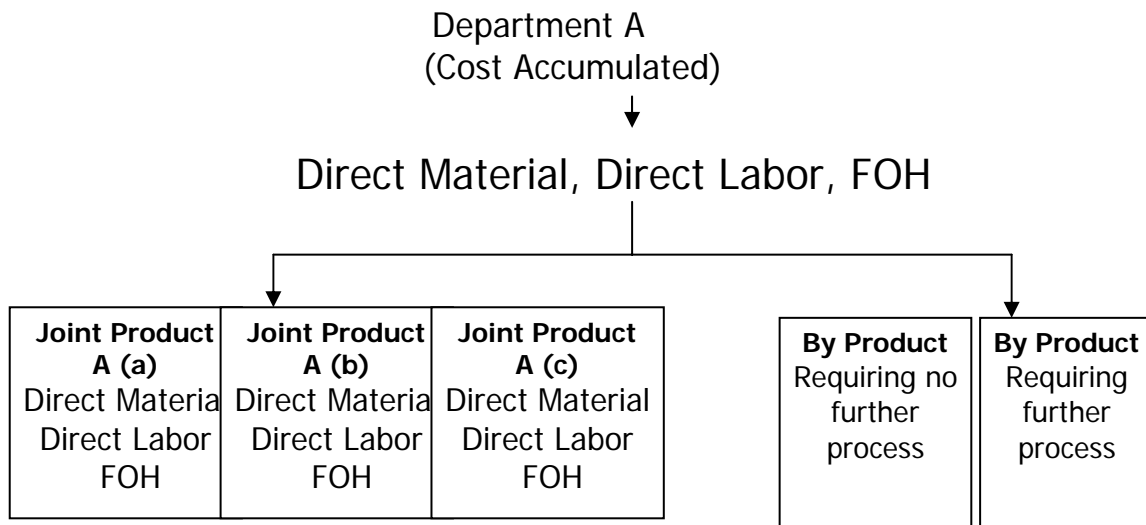 Department A
(Cost Accumulated)
Direct Material, Direct Labor, FOH
Joint Product
A (a)
Direct Materia
Direct Labor
FOH
Joint Product
A (b)
Direct Materia
Direct Labor
FOH
Joint Product
A (c)
Direct Material
Direct Labor
FOH
By Product
Requiring no
further
process
By Product
Requiring
further
process